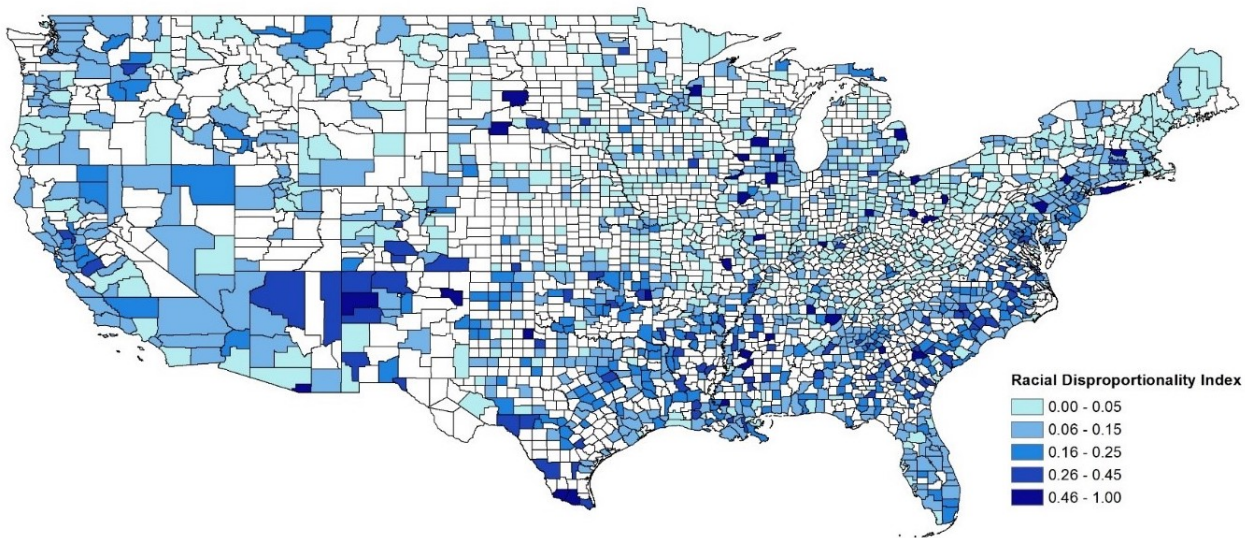 Racial Disproportionality Index
0.00 - 0.05
0.06 - 0.15
0.16 - 0.25
0.26 - 0.45
0.46 - 1.00